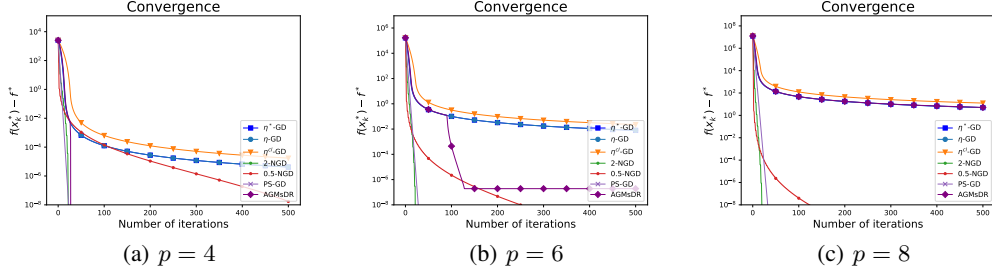 Convergence
f(x*k) − f*
10^4
10^2
10^0
10^-2
10^-4
10^-6
10^-8
0 100 200 300 400 500
Number of iterations
η*-GD
η-GD
ηG-GD
2-NGD
0.5-NGD
PS-GD
AGMsDR
(a) p = 4
Convergence
f(x*k) − f*
10^6
10^4
10^2
10^0
10^-2
10^-4
10^-6
10^-8
0 100 200 300 400 500
Number of iterations
η*-GD
η-GD
ηG-GD
2-NGD
0.5-NGD
PS-GD
AGMsDR
(b) p = 6
Convergence
f(x*k) − f*
10^8
10^6
10^4
10^2
10^0
10^-2
10^-4
10^-6
10^-8
0 100 200 300 400 500
Number of iterations
η*-GD
η-GD
ηG-GD
2-NGD
0.5-NGD
PS-GD
AGMsDR
(c) p = 8